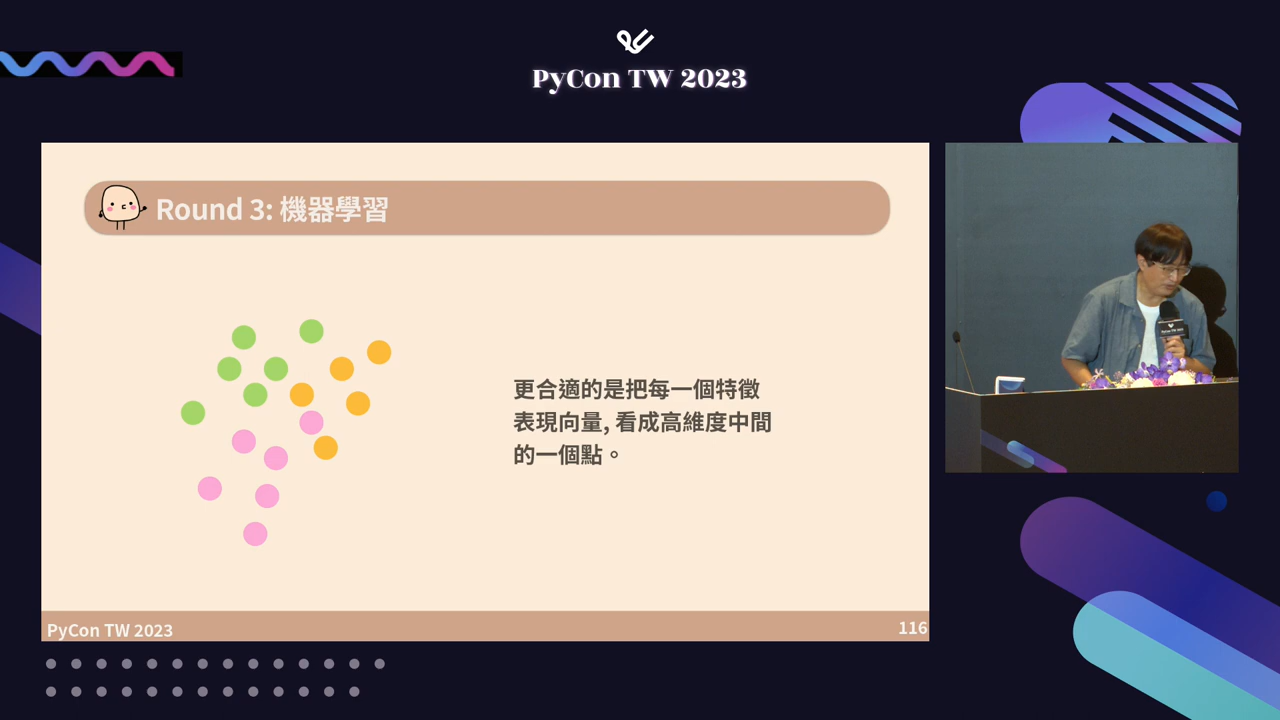 PyCon TW 2023
Round 3: 機器學習
更合適的是把每一個特徵
表現向量, 看成高維度中間
的一個點。
PyCon TW 2023
116